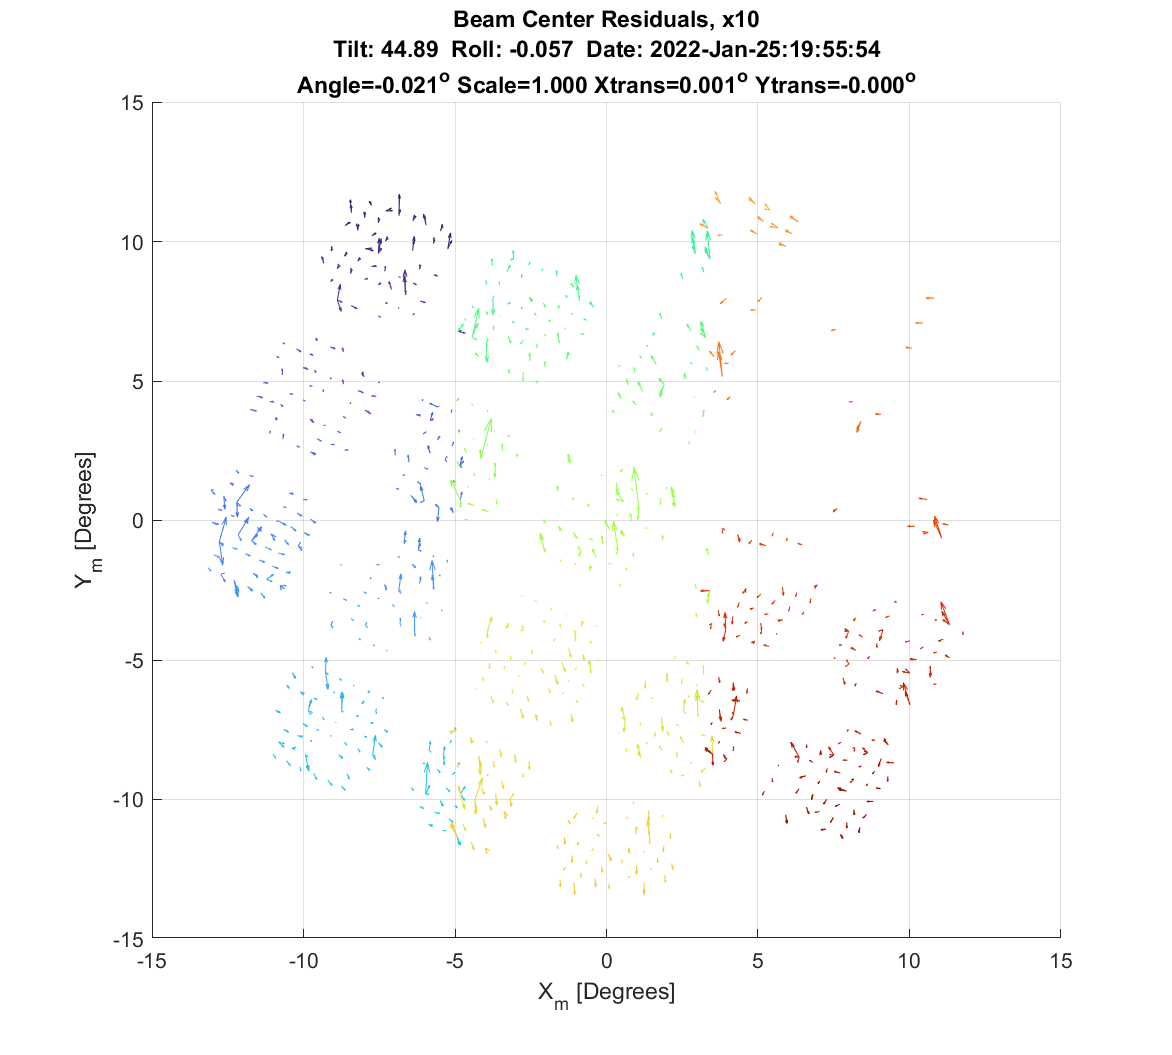 Beam Center Residuals, x10
Tilt: 44.89 Roll: -0.057 Date: 2022-Jan-25:19:55:54
Angle=-0.021° Scale=1.000 Xtrans=0.001° Ytrans=-0.000°
15
10
5
0
-5
-10
-15
Y_m [Degrees]
-15 -10 -5 0 5 10 15
X_m [Degrees]